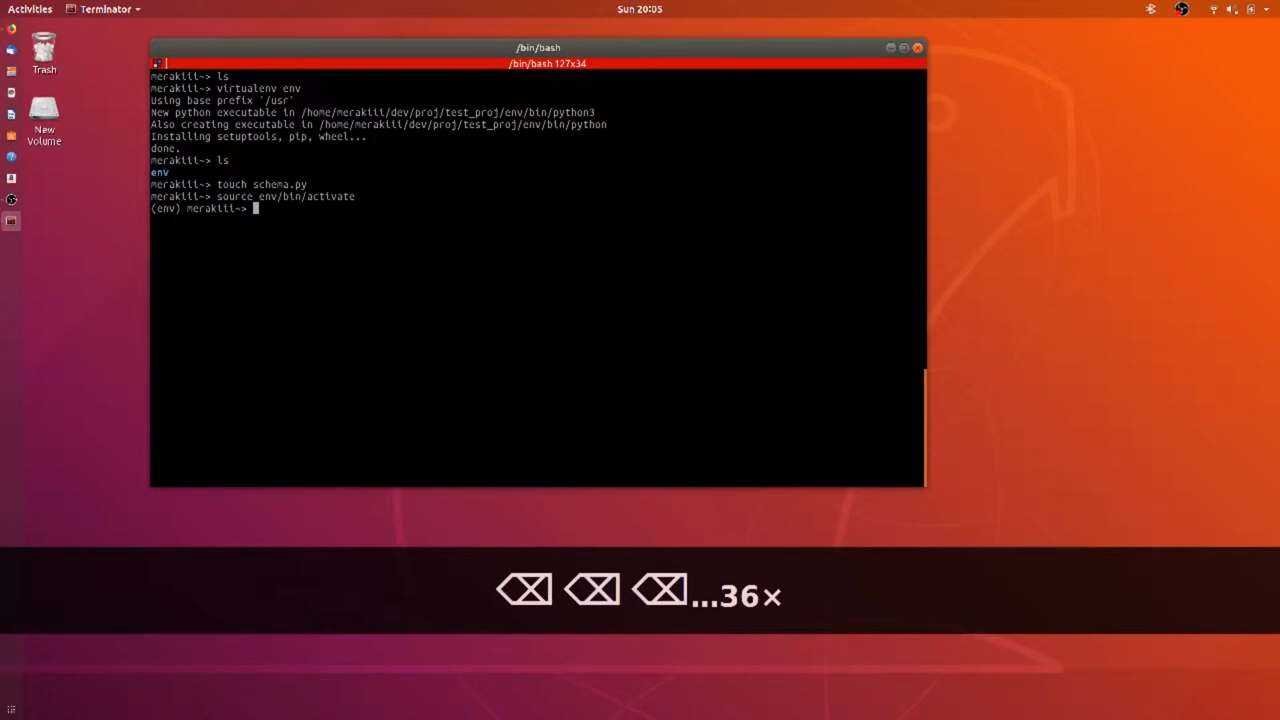 Activities Terminator Sun 20:05
Trash
New
Volume
/bin/bash
/bin/bash 127x34
merakiii~> ls
merakiii~> virtualenv env
Using base prefix '/usr'
New python executable in /home/merakiii/dev/proj/test_proj/env/bin/python3
Also creating executable in /home/merakiii/dev/proj/test_proj/env/bin/python
Installing setuptools, pip, wheel...
done.
merakiii~> ls
env
merakiii~> touch schema.py
merakiii~> source env/bin/activate
(env) merakiii~>
...36×